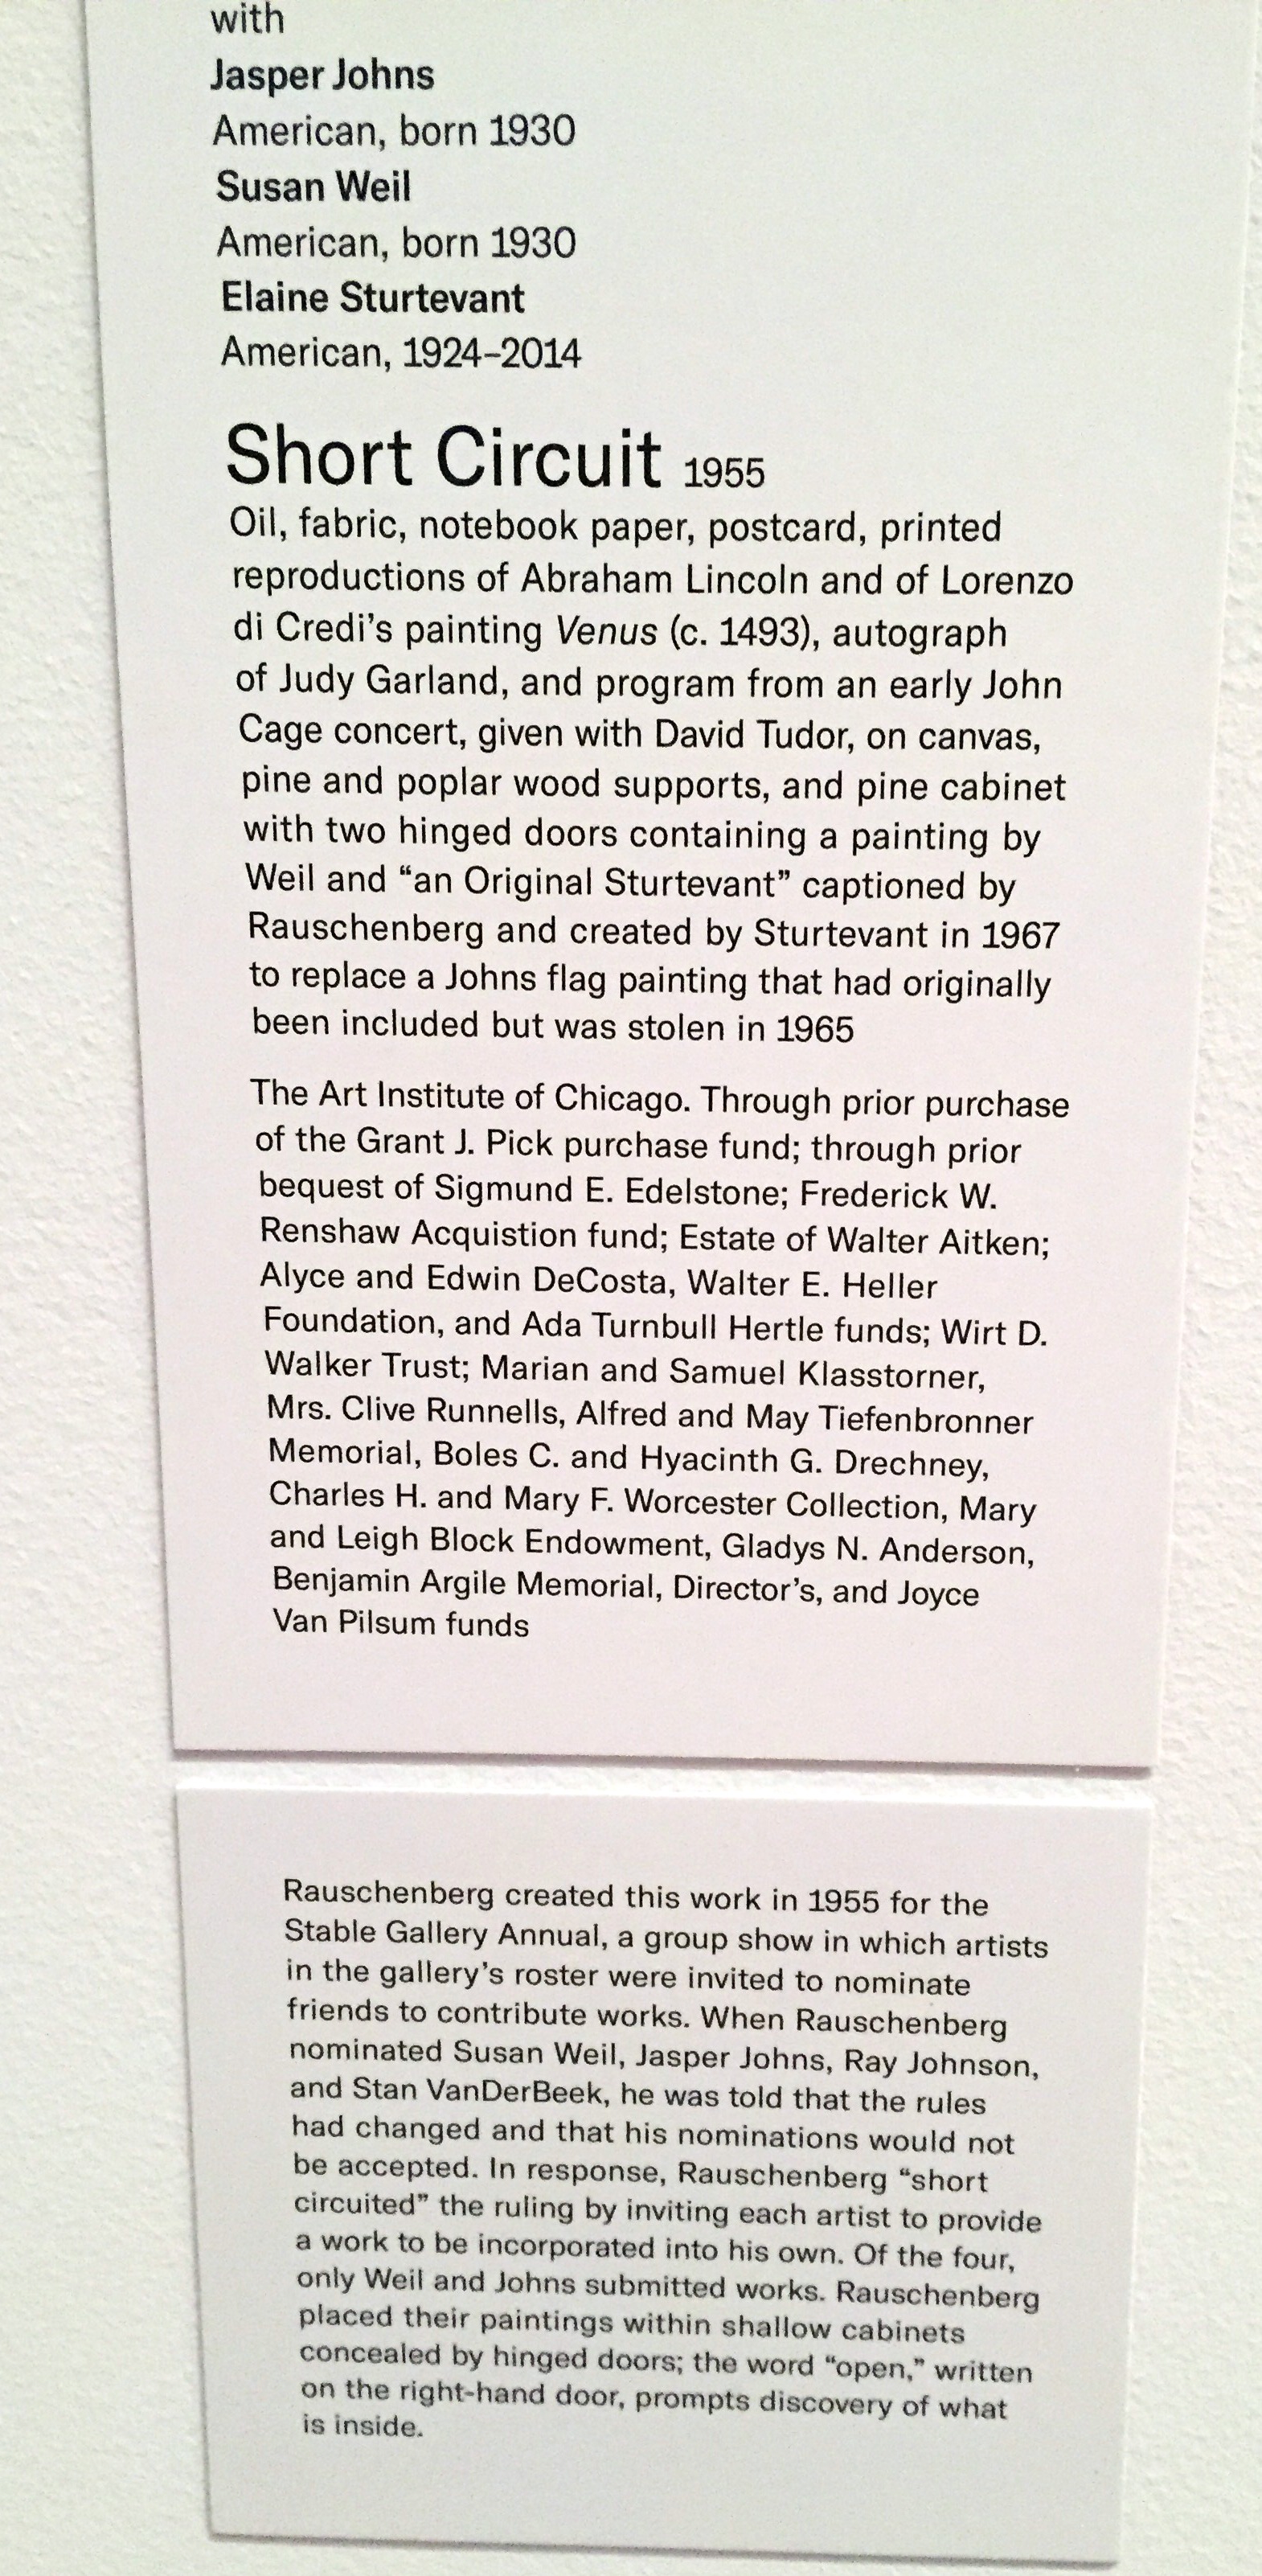 with
Jasper Johns
American, born 1930
Susan Weil
American, born 1930
Elaine Sturtevant
American, 1924–2014
Short Circuit 1955
Oil, fabric, notebook paper, postcard, printed
reproductions of Abraham Lincoln and of Lorenzo
di Credi's painting Venus (c. 1493), autograph
of Judy Garland, and program from an early John
Cage concert, given with David Tudor, on canvas,
pine and poplar wood supports, and pine cabinet
with two hinged doors containing a painting by
Weil and “an Original Sturtevant” captioned by
Rauschenberg and created by Sturtevant in 1967
to replace a Johns flag painting that had originally
been included but was stolen in 1965
The Art Institute of Chicago. Through prior purchase
of the Grant J. Pick purchase fund; through prior
bequest of Sigmund E. Edelstone; Frederick W.
Renshaw Acquistion fund; Estate of Walter Aitken;
Alyce and Edwin DeCosta, Walter E. Heller
Foundation, and Ada Turnbull Hertle funds; Wirt D.
Walker Trust; Marian and Samuel Klasstorner,
Mrs. Clive Runnells, Alfred and May Tiefenbronner
Memorial, Boles C. and Hyacinth G. Drechney,
Charles H. and Mary F. Worcester Collection, Mary
and Leigh Block Endowment, Gladys N. Anderson,
Benjamin Argile Memorial, Director's, and Joyce
Van Pilsum funds
Rauschenberg created this work in 1955 for the
Stable Gallery Annual, a group show in which artists
in the gallery's roster were invited to nominate
friends to contribute works. When Rauschenberg
nominated Susan Weil, Jasper Johns, Ray Johnson,
and Stan VanDerBeek, he was told that the rules
had changed and that his nominations would not
be accepted. In response, Rauschenberg “short
circuited” the ruling by inviting each artist to provide
a work to be incorporated into his own. Of the four,
only Weil and Johns submitted works. Rauschenberg
placed their paintings within shallow cabinets
concealed by hinged doors; the word “open,” written
on the right-hand door, prompts discovery of what
is inside.